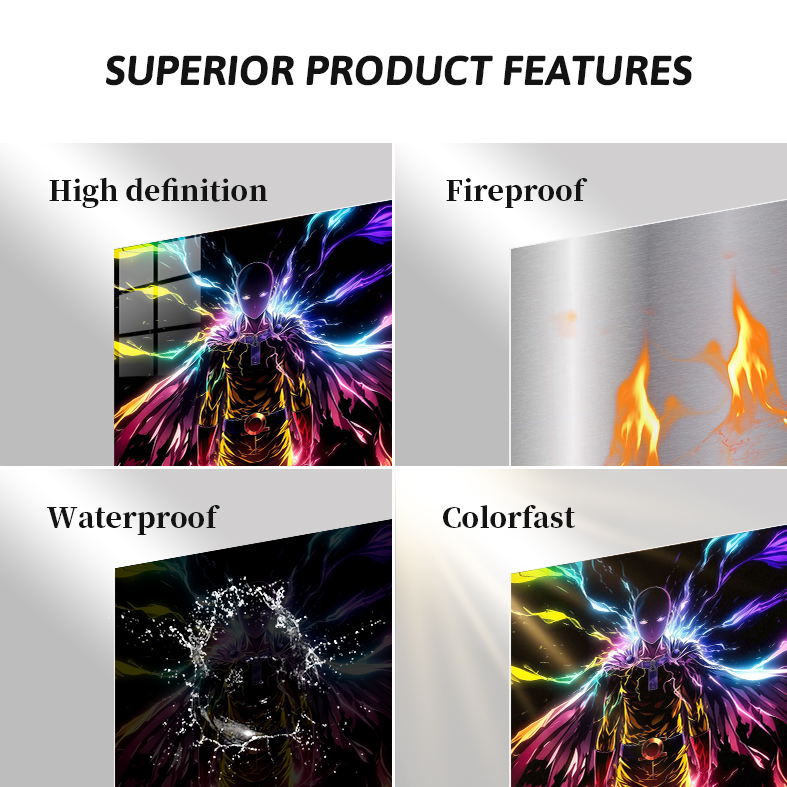 SUPERIOR PRODUCT FEATURES
High definition
Fireproof
Waterproof
Colorfast